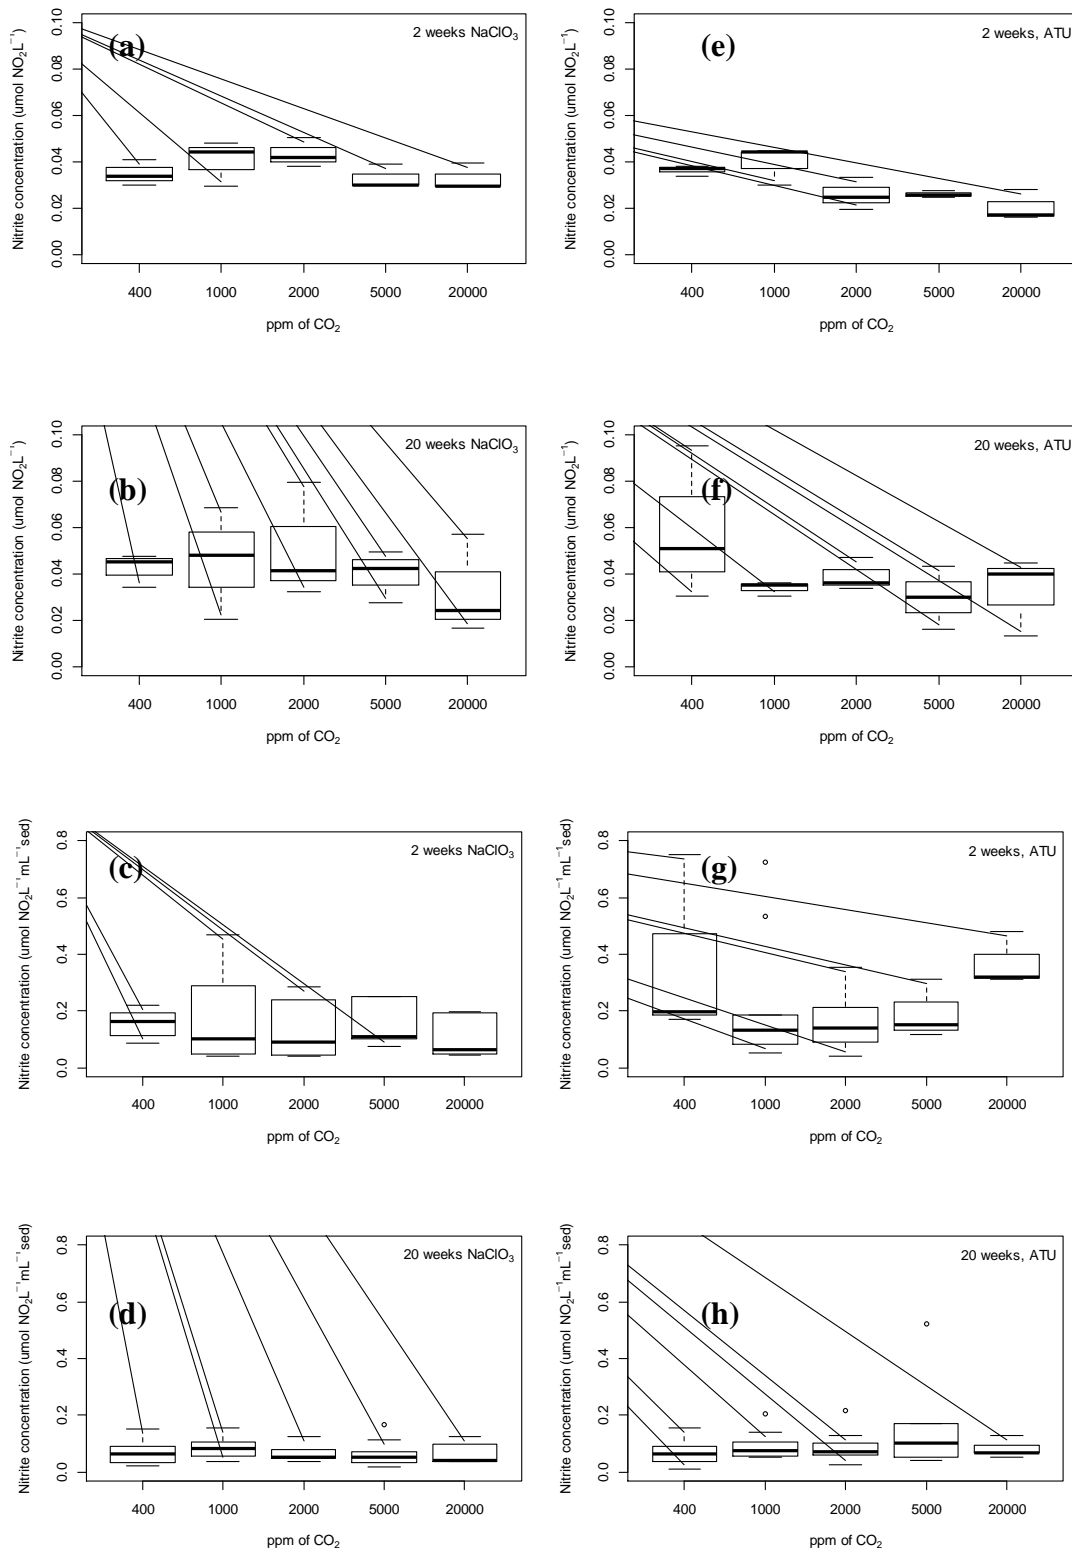 (a)
2 weeks NaClO₃
Nitrite concentration (umol NO₂L⁻¹)
0.00 0.02 0.04 0.06 0.08 0.10
400 1000 2000 5000 20000
ppm of CO₂
(e)
2 weeks, ATU
Nitrite concentration (umol NO₂L⁻¹)
0.00 0.02 0.04 0.06 0.08 0.10
400 1000 2000 5000 20000
ppm of CO₂
(b)
20 weeks NaClO₃
Nitrite concentration (umol NO₂L⁻¹)
0.00 0.02 0.04 0.06 0.08 0.10
400 1000 2000 5000 20000
ppm of CO₂
(f)
20 weeks, ATU
Nitrite concentration (umol NO₂L⁻¹)
0.00 0.02 0.04 0.06 0.08 0.10
400 1000 2000 5000 20000
ppm of CO₂
(c)
2 weeks NaClO₃
Nitrite concentration (umol NO₂L⁻¹mL⁻¹sed)
0.0 0.2 0.4 0.6 0.8
400 1000 2000 5000 20000
ppm of CO₂
(g)
2 weeks, ATU
Nitrite concentration (umol NO₂L⁻¹mL⁻¹sed)
0.0 0.2 0.4 0.6 0.8
400 1000 2000 5000 20000
ppm of CO₂
(d)
20 weeks NaClO₃
Nitrite concentration (umol NO₂L⁻¹mL⁻¹sed)
0.0 0.2 0.4 0.6 0.8
400 1000 2000 5000 20000
ppm of CO₂
(h)
20 weeks, ATU
Nitrite concentration (umol NO₂L⁻¹mL⁻¹sed)
0.0 0.2 0.4 0.6 0.8
400 1000 2000 5000 20000
ppm of CO₂